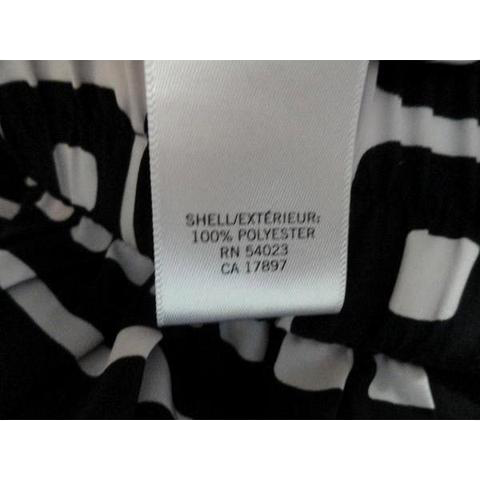 SHELL/EXTÉRIEUR:
100% POLYESTER
RN 54023
CA 17897